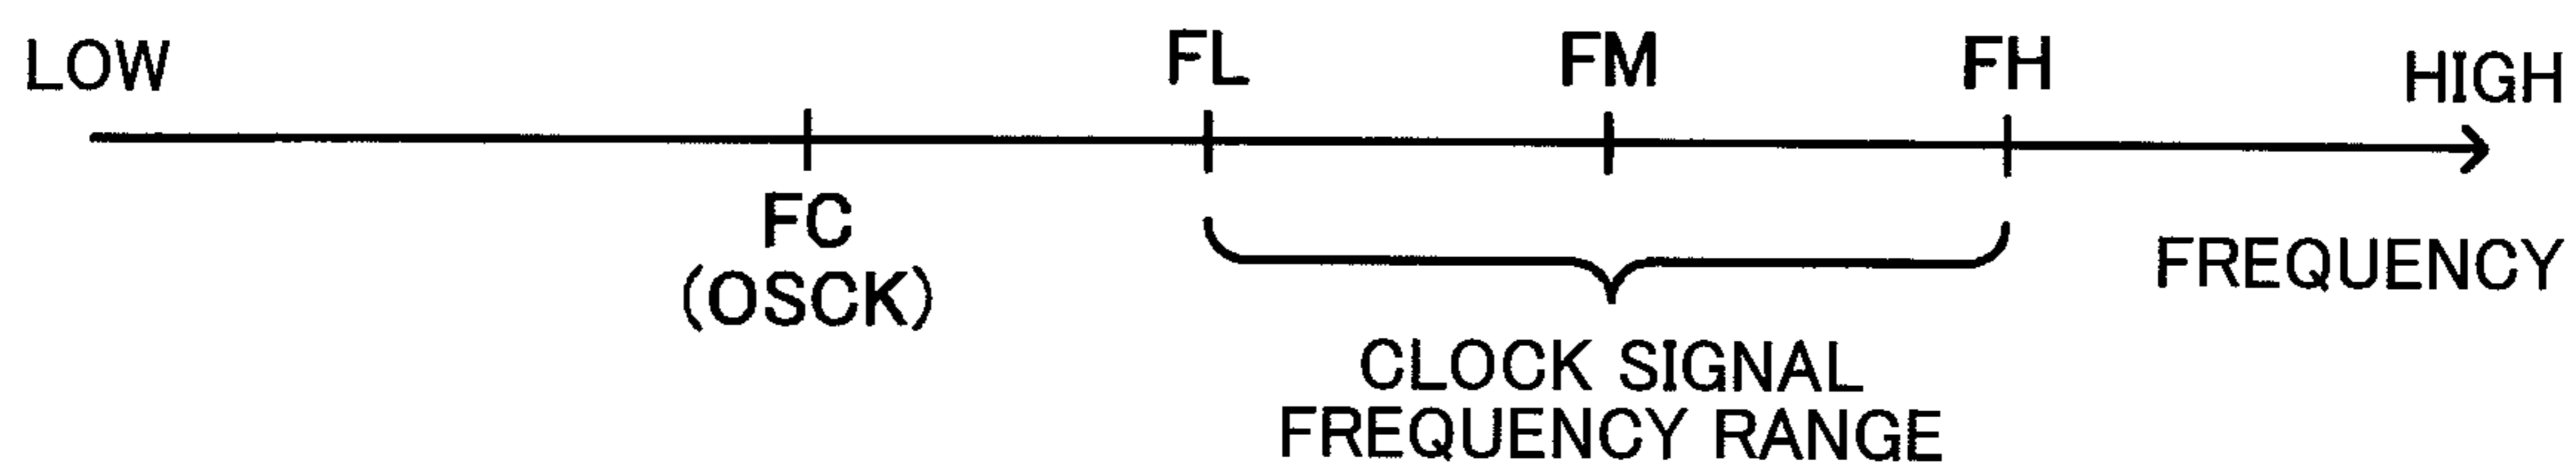 LOW
FL
FM
FH
HIGH
FC
(OSCK)
FREQUENCY
CLOCK SIGNAL
FREQUENCY RANGE